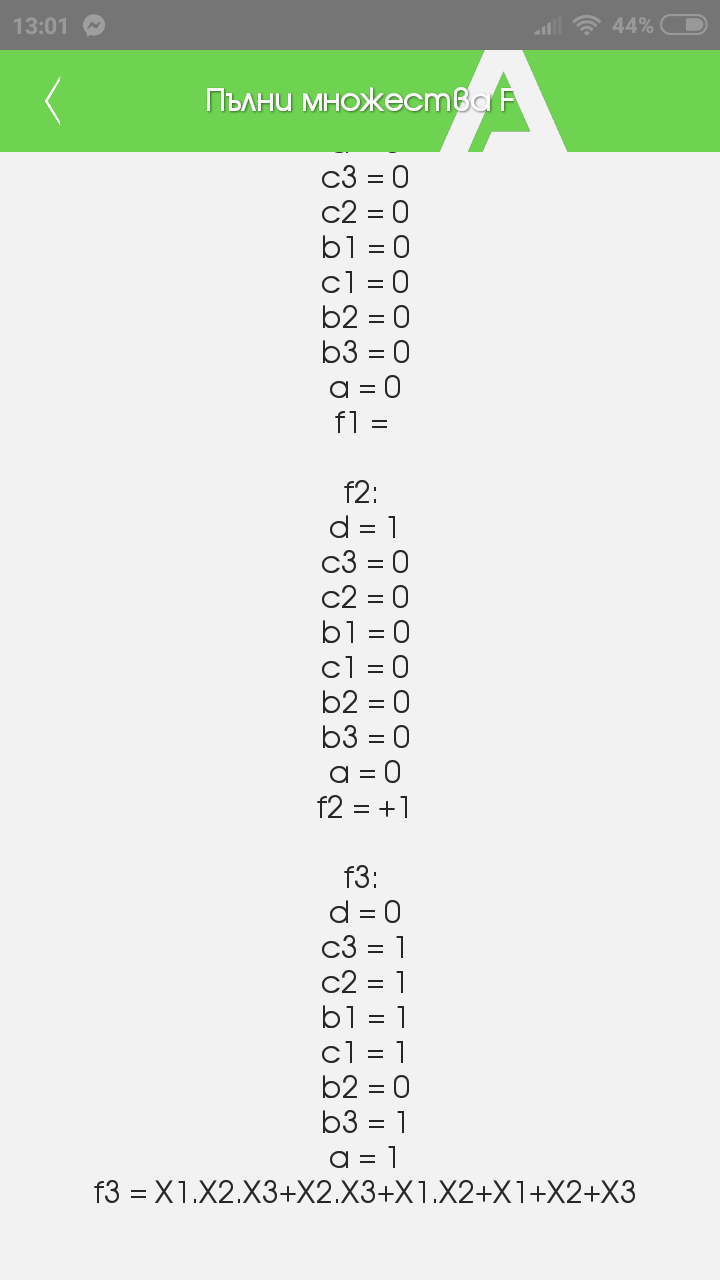 13:01
44%
Пълни множества F
c3 = 0
c2 = 0
b1 = 0
c1 = 0
b2 = 0
b3 = 0
a = 0
f1 =
f2:
d = 1
c3 = 0
c2 = 0
b1 = 0
c1 = 0
b2 = 0
b3 = 0
a = 0
f2 = +1
f3:
d = 0
c3 = 1
c2 = 1
b1 = 1
c1 = 1
b2 = 0
b3 = 1
a = 1
f3 = X1.X2.X3+X2.X3+X1.X2+X1+X2+X3